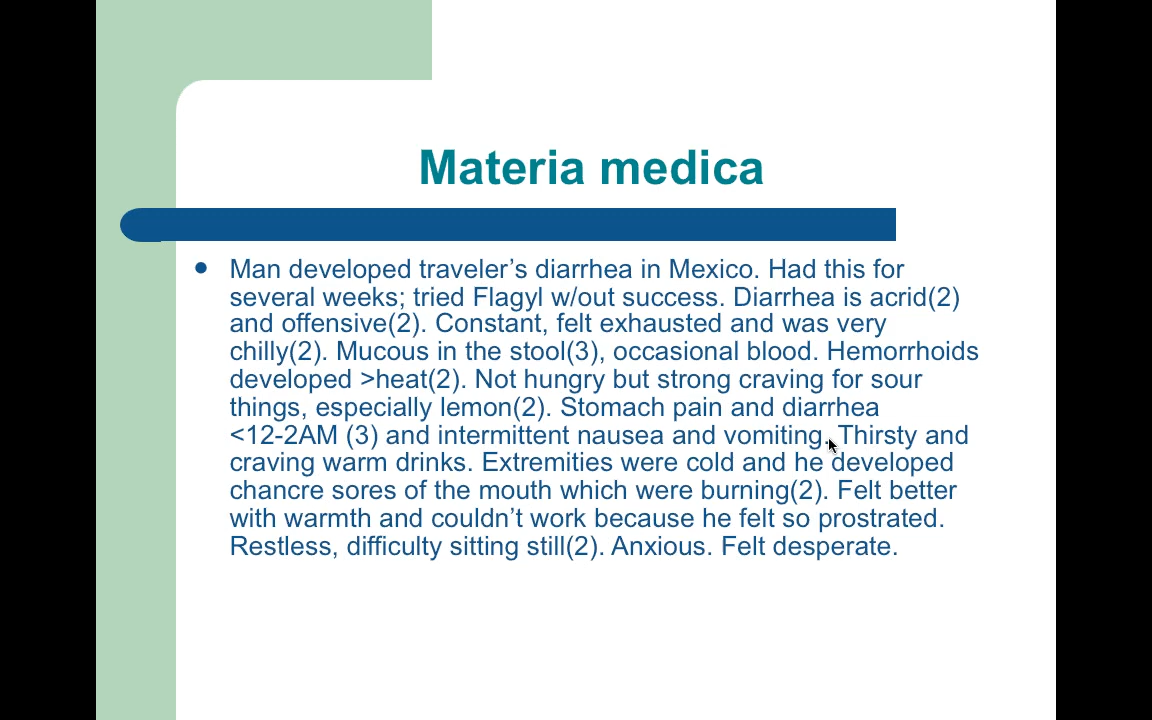 Materia medica
Man developed traveler’s diarrhea in Mexico. Had this for
several weeks; tried Flagyl w/out success. Diarrhea is acrid(2)
and offensive(2). Constant, felt exhausted and was very
chilly(2). Mucous in the stool(3), occasional blood. Hemorrhoids
developed >heat(2). Not hungry but strong craving for sour
things, especially lemon(2). Stomach pain and diarrhea
<12-2AM (3) and intermittent nausea and vomiting. Thirsty and
craving warm drinks. Extremities were cold and he developed
chancre sores of the mouth which were burning(2). Felt better
with warmth and couldn’t work because he felt so prostrated.
Restless, difficulty sitting still(2). Anxious. Felt desperate.